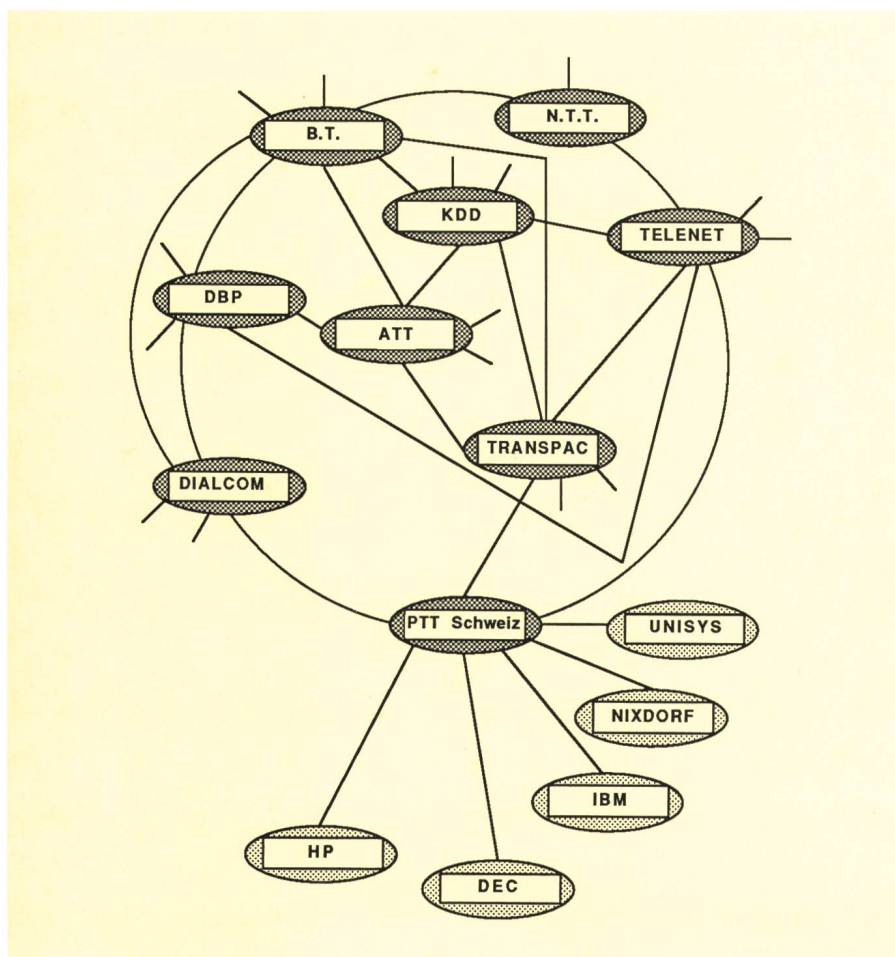 N.T.T.
B.T.
KDD
TELENET
DBP
ATT
TRANSPAC
DIALCOM
PTT Schweiz
UNISYS
NIXDORF
IBM
HP
DEC